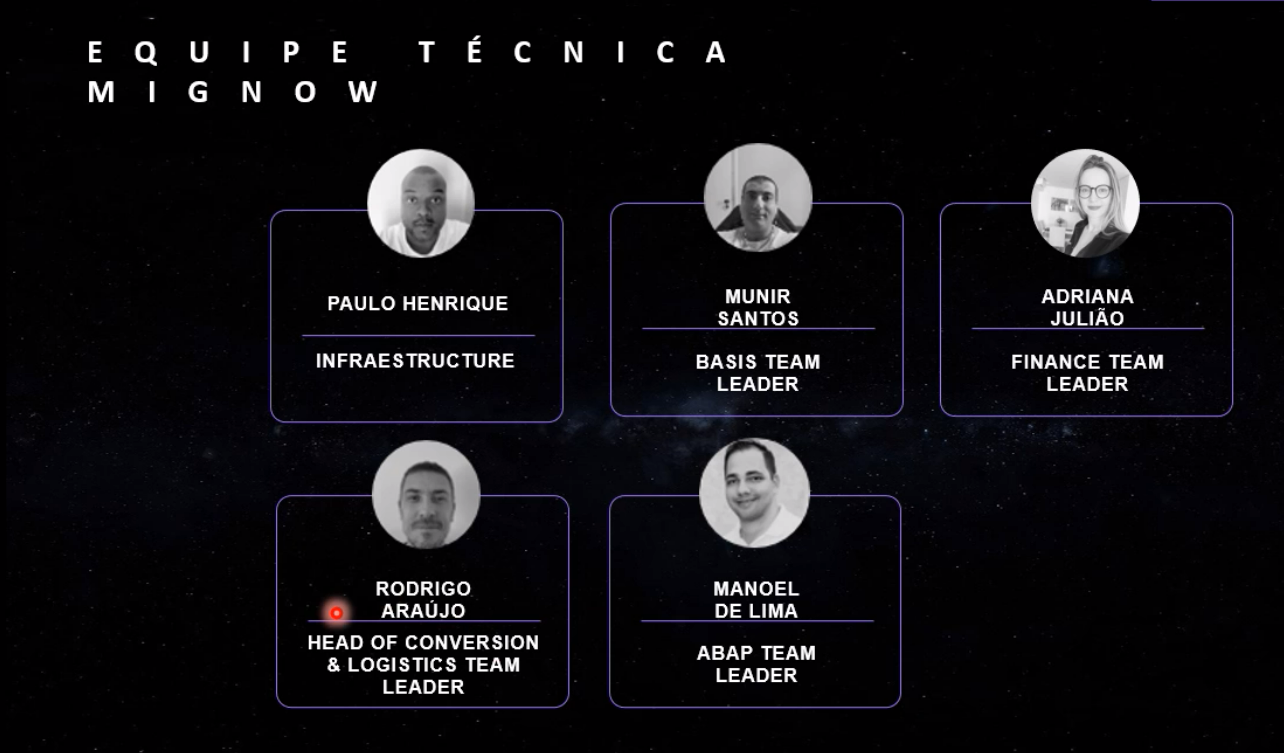 EQUIPE TÉCNICA
MIGNOW
PAULO HENRIQUE
INFRAESTRUCTURE
MUNIR
SANTOS
BASIS TEAM
LEADER
ADRIANA
JULIÃO
FINANCE TEAM
LEADER
RODRIGO
ARAÚJO
HEAD OF CONVERSION
& LOGISTICS TEAM
LEADER
MANOEL
DE LIMA
ABAP TEAM
LEADER